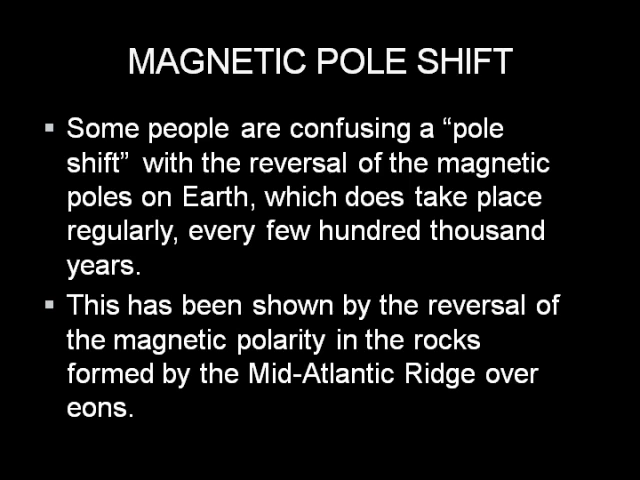 MAGNETIC POLE SHIFT
▪ Some people are confusing a “pole
shift” with the reversal of the magnetic
poles on Earth, which does take place
regularly, every few hundred thousand
years.
▪ This has been shown by the reversal of
the magnetic polarity in the rocks
formed by the Mid-Atlantic Ridge over
eons.